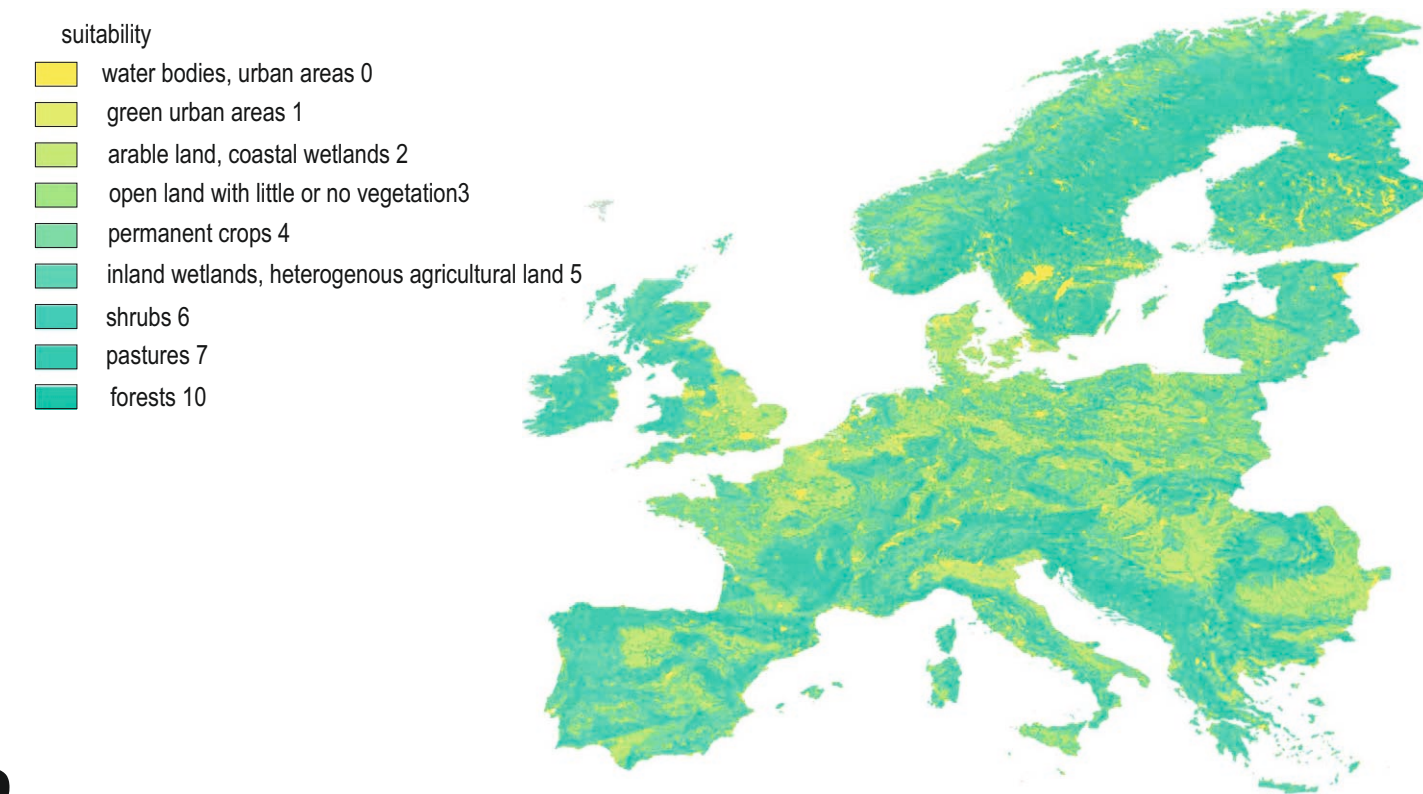 suitability
water bodies, urban areas 0
green urban areas 1
arable land, coastal wetlands 2
open land with little or no vegetation3
permanent crops 4
inland wetlands, heterogenous agricultural land 5
shrubs 6
pastures 7
forests 10